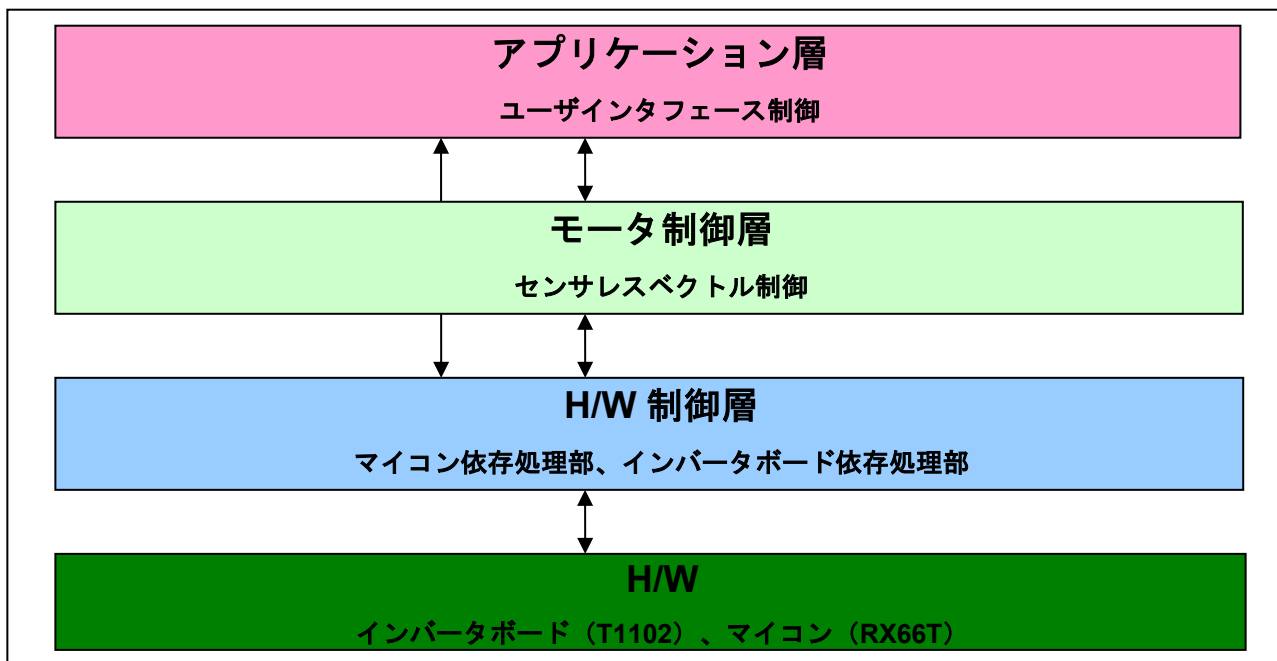 アプリケーション層
ユーザインタフェース制御
モータ制御層
センサレスベクトル制御
H/W 制御層
マイコン依存処理部、インバータボード依存処理部
H/W
インバータボード（T1102）、マイコン（RX66T）